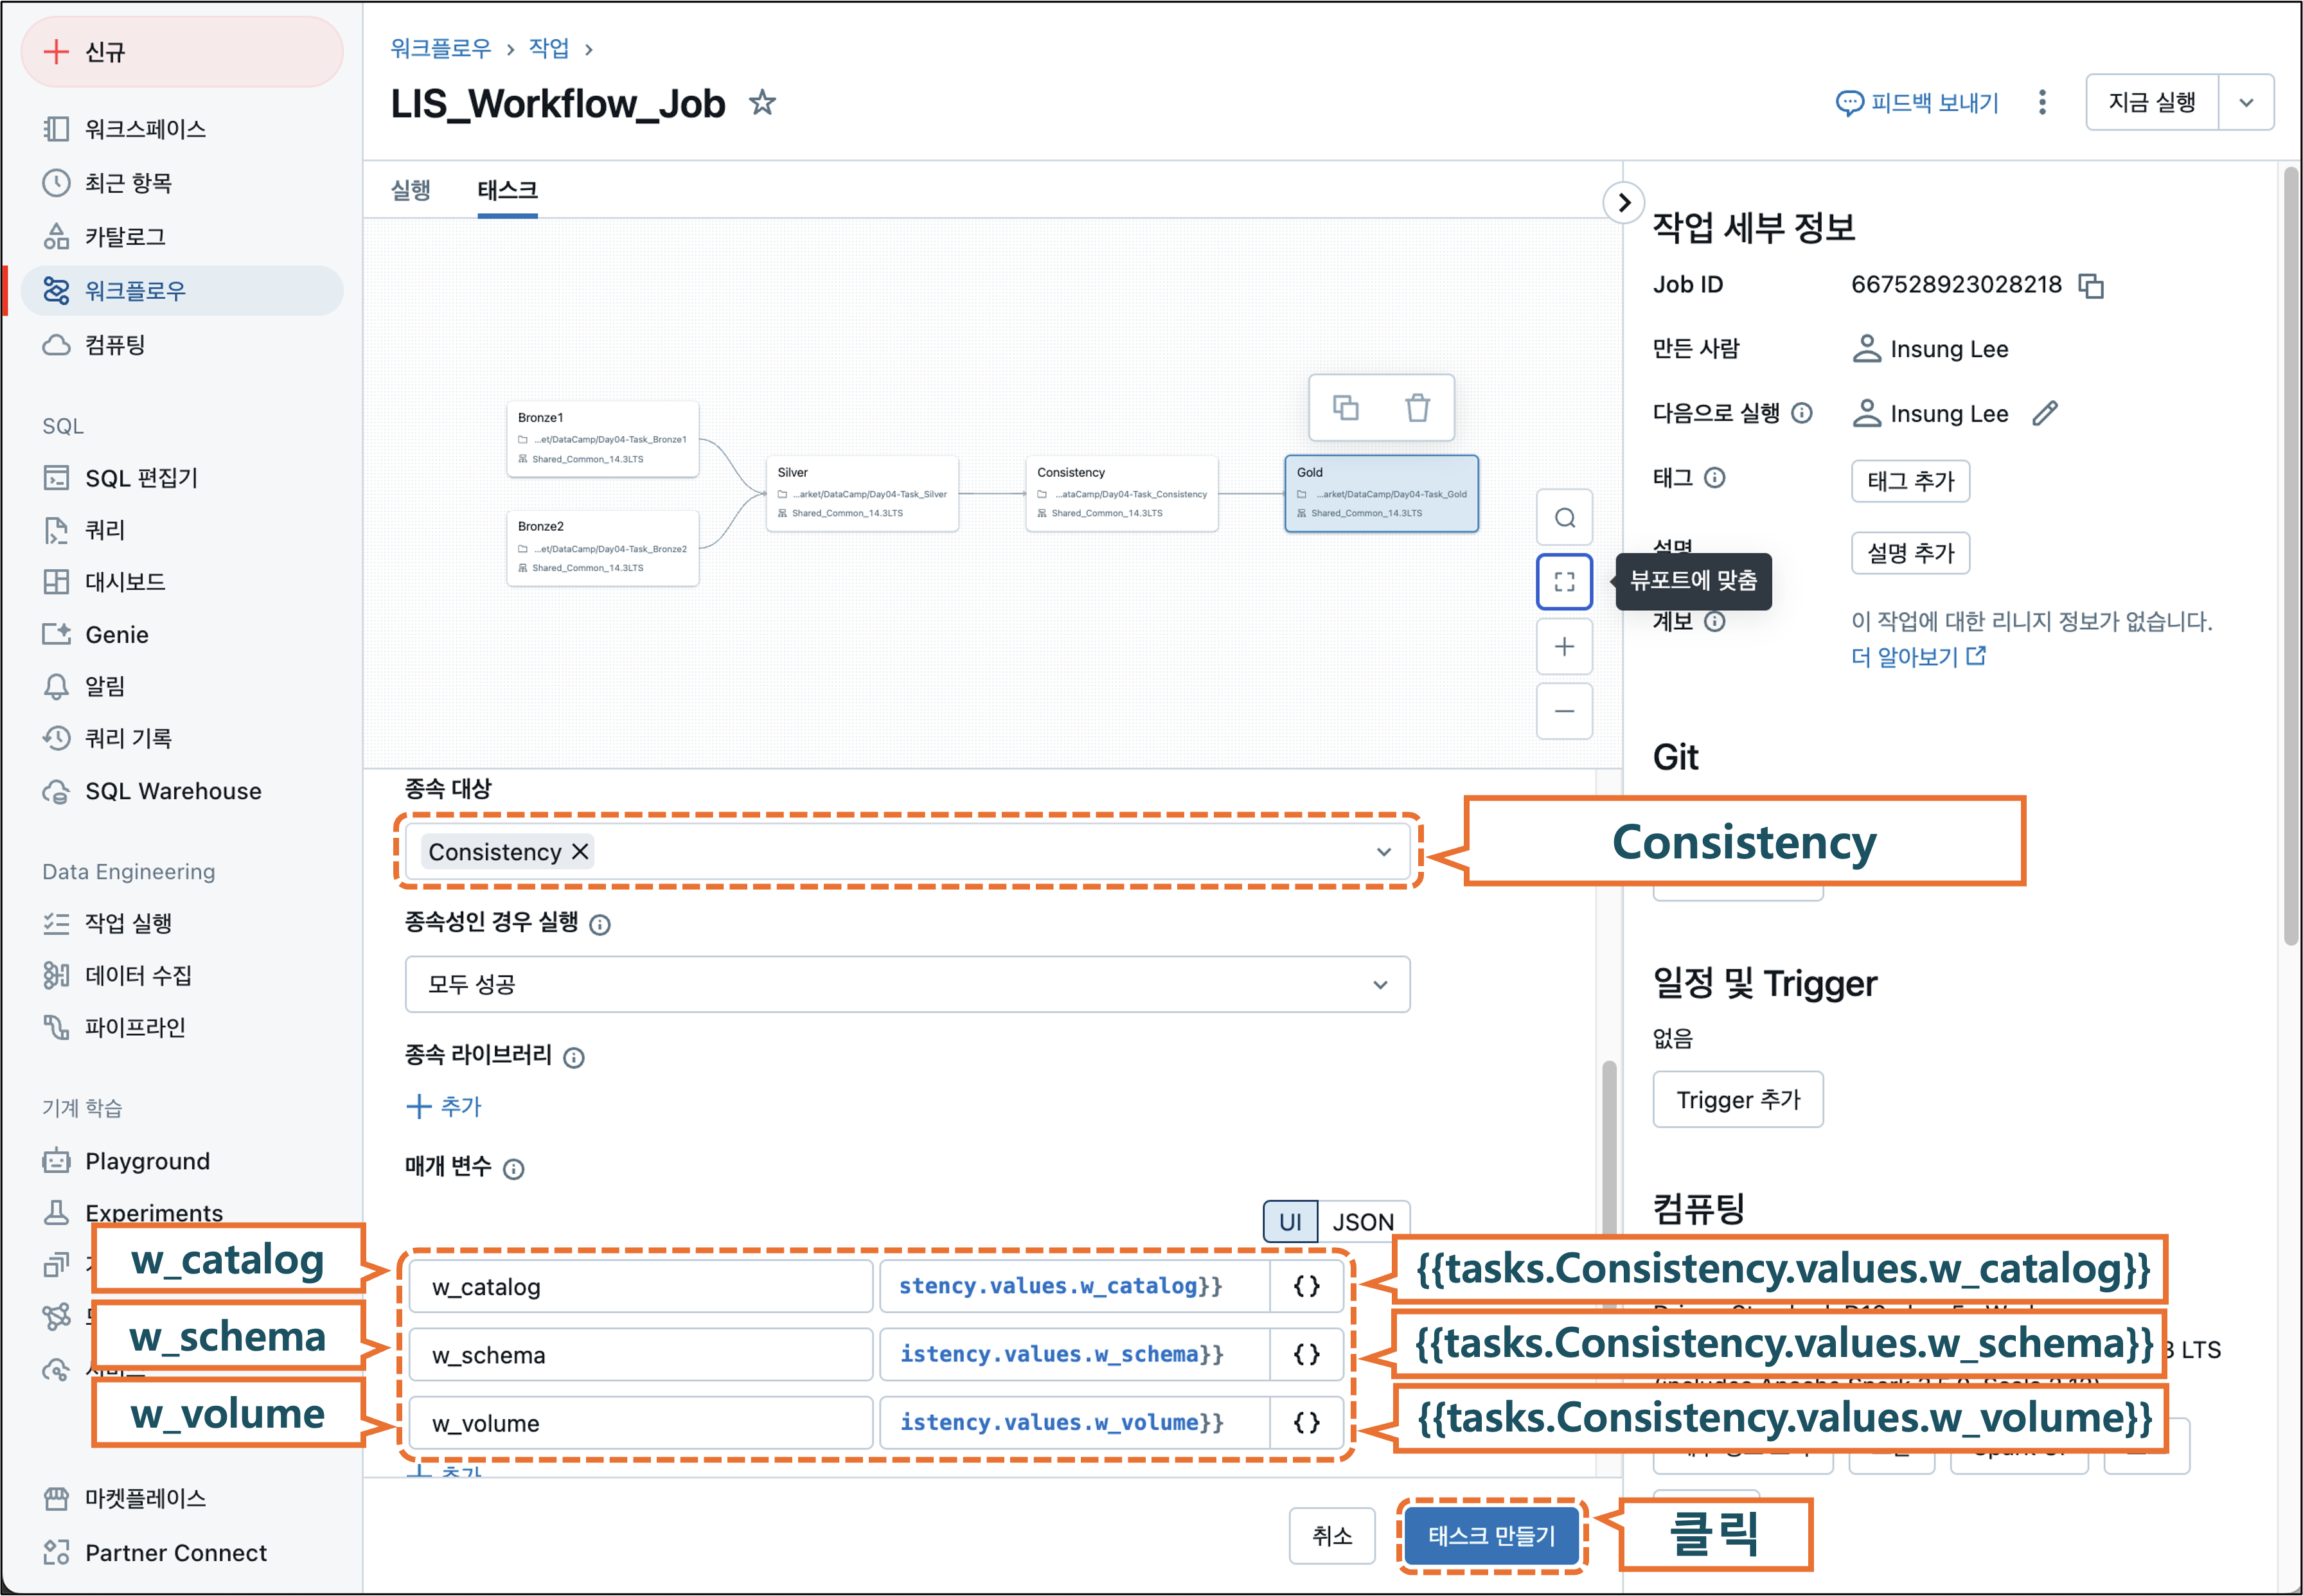 신규
워크스페이스
최근 항목
카탈로그
워크플로우
컴퓨팅
SQL
SQL 편집기
쿼리
대시보드
Genie
알림
쿼리 기록
SQL Warehouse
Data Engineering
작업 실행
데이터 수집
파이프라인
기계 학습
Playground
Experiments
마켓플레이스
Partner Connect
워크플로우 › 작업 ›
LIS_Workflow_Job
피드백 보내기
지금 실행
실행
태스크
Bronze1
...et/DataCamp/Day04-Task_Bronze1
Shared_Common_14.3LTS
Bronze2
...et/DataCamp/Day04-Task_Bronze2
Shared_Common_14.3LTS
Silver
...arket/DataCamp/Day04-Task_Silver
Shared_Common_14.3LTS
Consistency
...ataCamp/Day04-Task_Consistency
Shared_Common_14.3LTS
Gold
...arket/DataCamp/Day04-Task_Gold
Shared_Common_14.3LTS
뷰포트에 맞춤
종속 대상
Consistency
Consistency
종속성인 경우 실행
모두 성공
종속 라이브러리
+ 추가
매개 변수
UI
JSON
w_catalog
w_catalog
stency.values.w_catalog}}
{}
{{tasks.Consistency.values.w_catalog}}
w_schema
w_schema
istency.values.w_schema}}
{}
{{tasks.Consistency.values.w_schema}}
w_volume
w_volume
istency.values.w_volume}}
{}
{{tasks.Consistency.values.w_volume}}
+ 추가
취소
태스크 만들기
클릭
작업 세부 정보
Job ID
667528923028218
만든 사람
Insung Lee
다음으로 실행
Insung Lee
태그
태그 추가
설명
설명 추가
계보
이 작업에 대한 리니지 정보가 없습니다.
더 알아보기
Git
일정 및 Trigger
없음
Trigger 추가
컴퓨팅
LTS